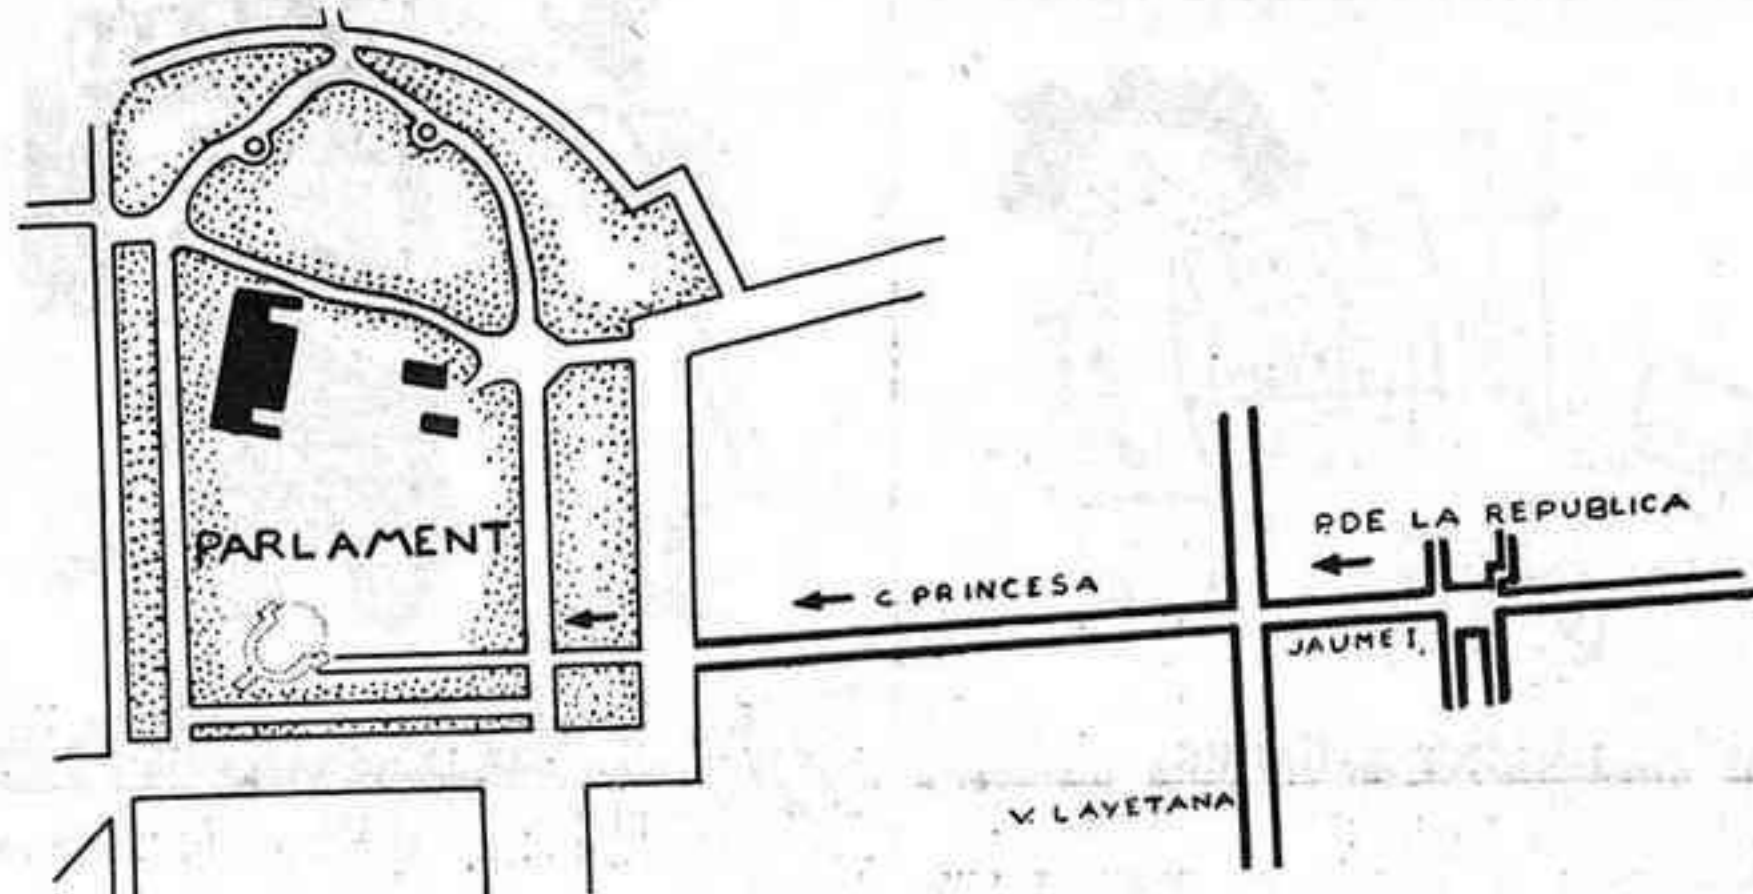 P.DE LA REPUBLICA
PARLAMENT
C PRINCESA
JAUME I,
V. LAYETANA